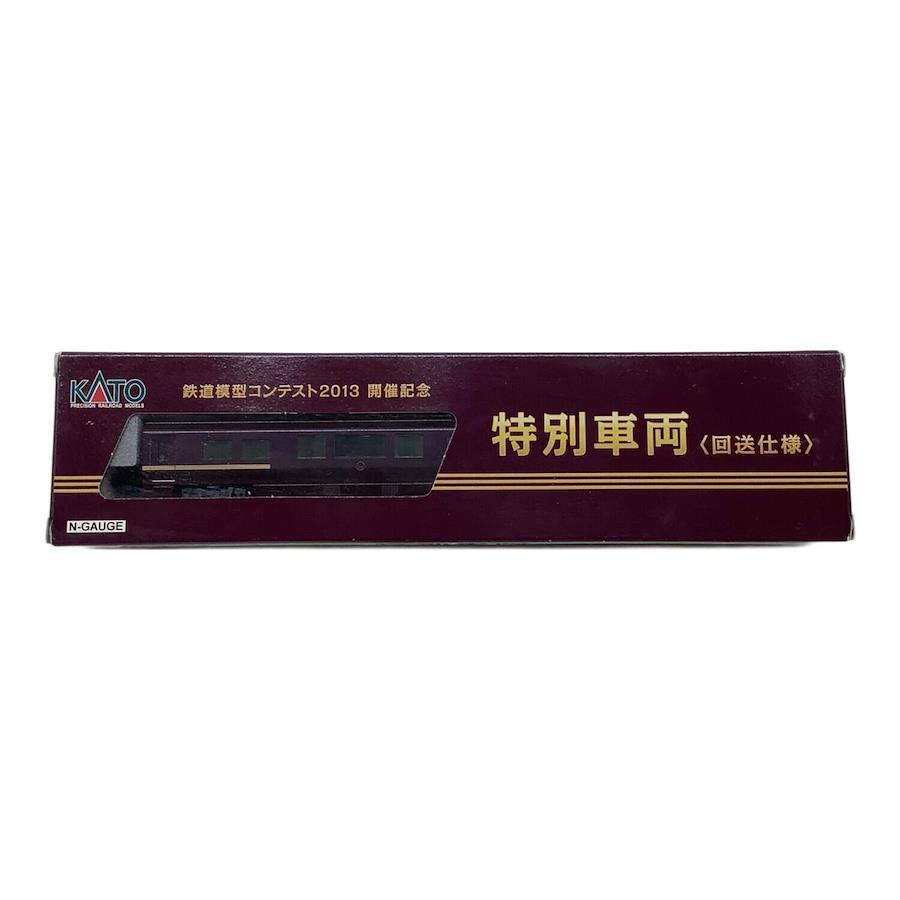 KATO
PRECISION RAILROAD MODELS
鉄道模型コンテスト2013 開催記念
特別車両〈回送仕様〉
N-GAUGE